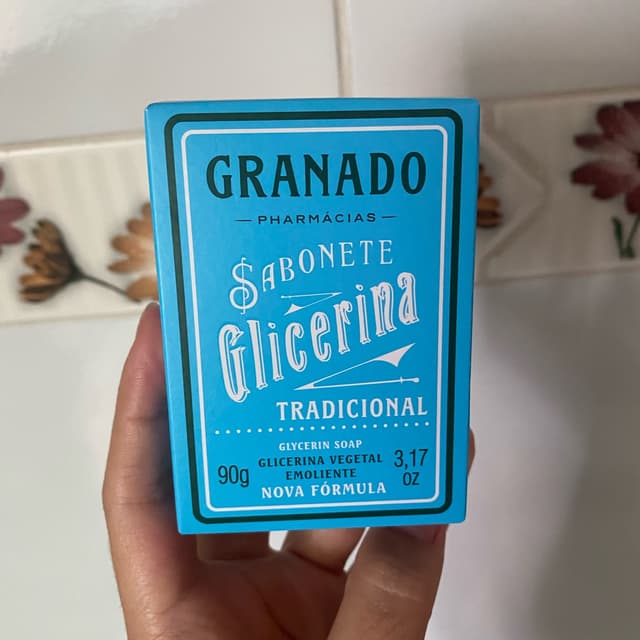 GRANADO
PHARMÁCIAS
SABONETE
Glicerina
TRADICIONAL
GLYCERIN SOAP
GLICERINA VEGETAL
EMOLIENTE
90g
3,17
OZ
NOVA FÓRMULA